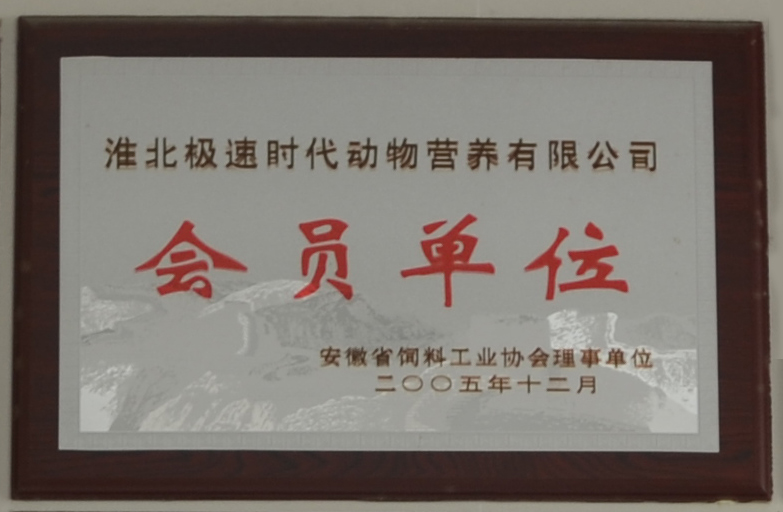 淮北极速时代动物营养有限公司
会员单位
安徽省饲料工业协会理事单位
二〇〇五年十二月